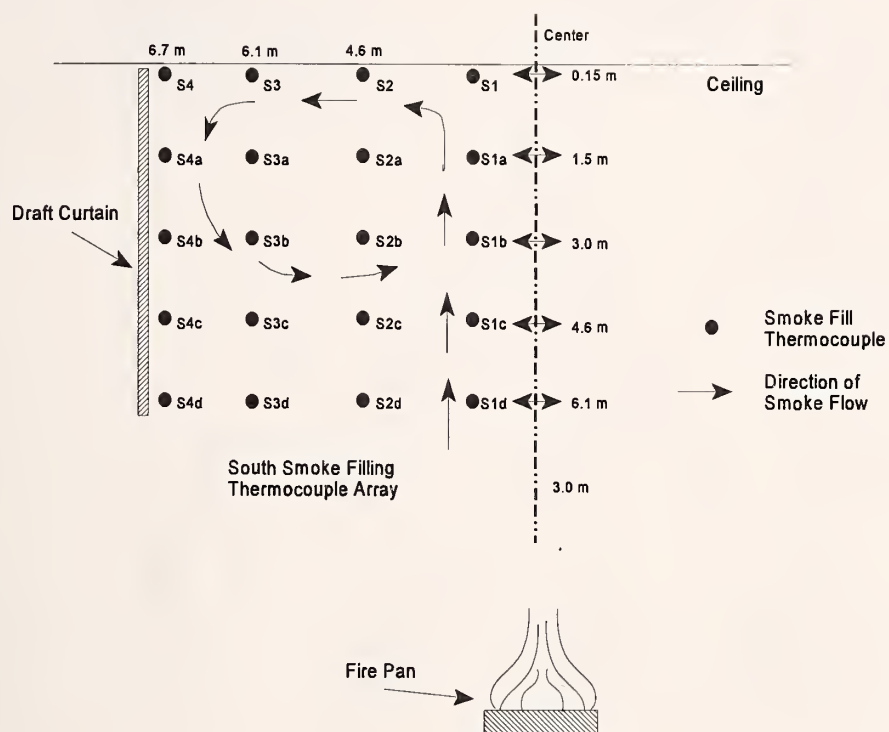 Center
6.7 m 6.1 m 4.6 m
S4 S3 S2 S1 0.15 m
Ceiling
S4a S3a S2a S1a 1.5 m
Draft Curtain
S4b S3b S2b S1b 3.0 m
S4c S3c S2c S1c 4.6 m
Smoke Fill
Thermocouple
Direction of
Smoke Flow
S4d S3d S2d S1d 6.1 m
South Smoke Filling
Thermocouple Array
3.0 m
Fire Pan